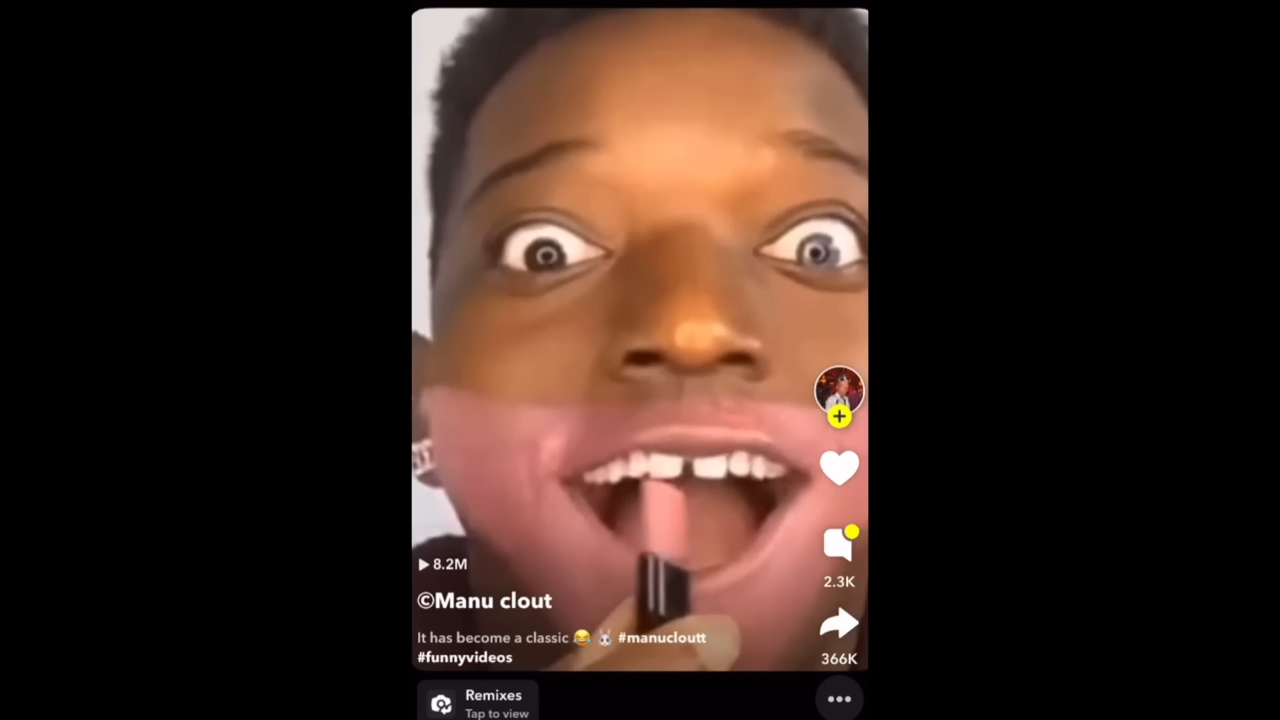 8.2M
©Manu clout
It has become a classic 😂 🐰 #manucloutt
#funnyvideos
2.3K
366K
Remixes
Tap to view